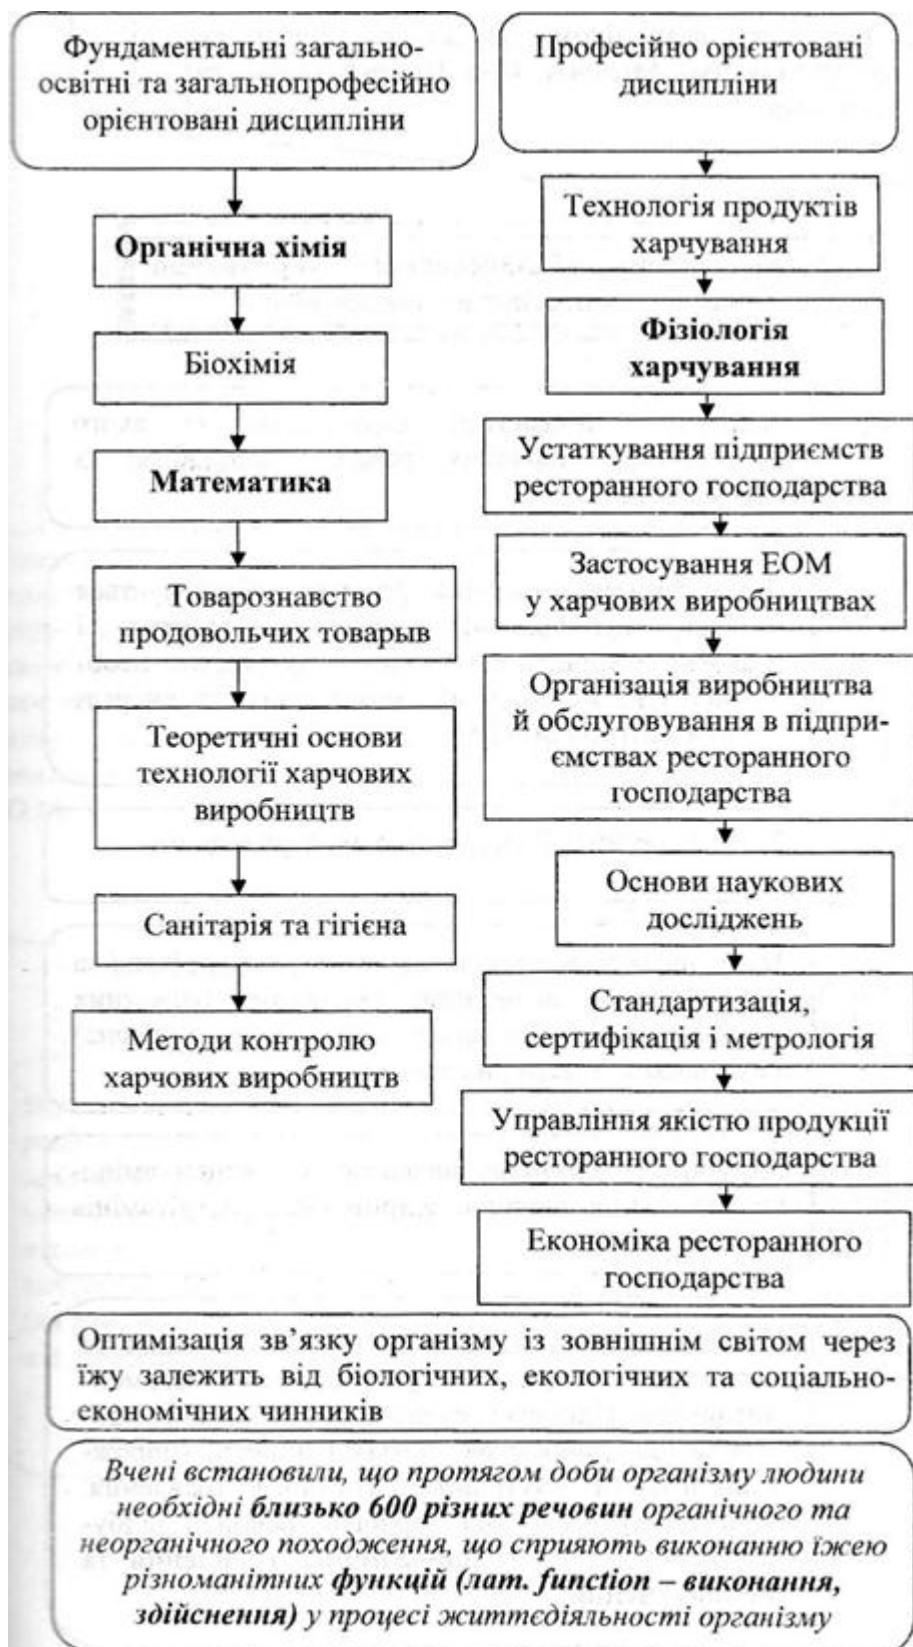 Фундаментальні загально-
освітні та загальнопрофесійно
орієнтовані дисципліни
Органічна хімія
Біохімія
Математика
Товарознавство
продовольчих товарыв
Теоретичні основи
технології харчових
виробництв
Санітарія та гігієна
Методи контролю
харчових виробництв
Професійно орієнтовані
дисципліни
Технологія продуктів
харчування
Фізіологія
харчування
Устаткування підприємств
ресторанного господарства
Застосування ЕОМ
у харчових виробництвах
Організація виробництва
й обслуговування в підпри-
ємствах ресторанного
господарства
Основи наукових
досліджень
Стандартизація,
сертифікація і метрологія
Управління якістю продукції
ресторанного господарства
Економіка ресторанного
господарства
Оптимізація зв’язку організму із зовнішнім світом через
їжу залежить від біологічних, екологічних та соціально-
економічних чинників
Вчені встановили, що протягом доби організму людини
необхідні близько 600 різних речовин органічного та
неорганічного походження, що сприяють виконанню їжею
різноманітних функцій (лат. function – виконання,
здійснення) у процесі життєдіяльності організму